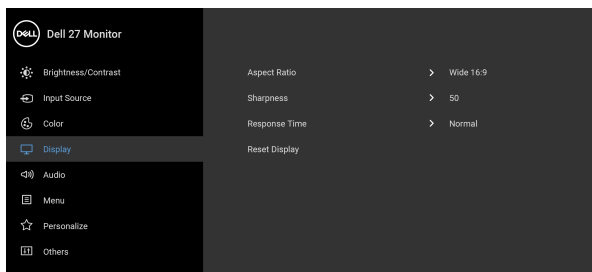 DELL Dell 27 Monitor
Brightness/Contrast
Aspect Ratio Wide 16:9
Input Source
Sharpness 50
Color
Response Time Normal
Display
Reset Display
Audio
Menu
Personalize
Others